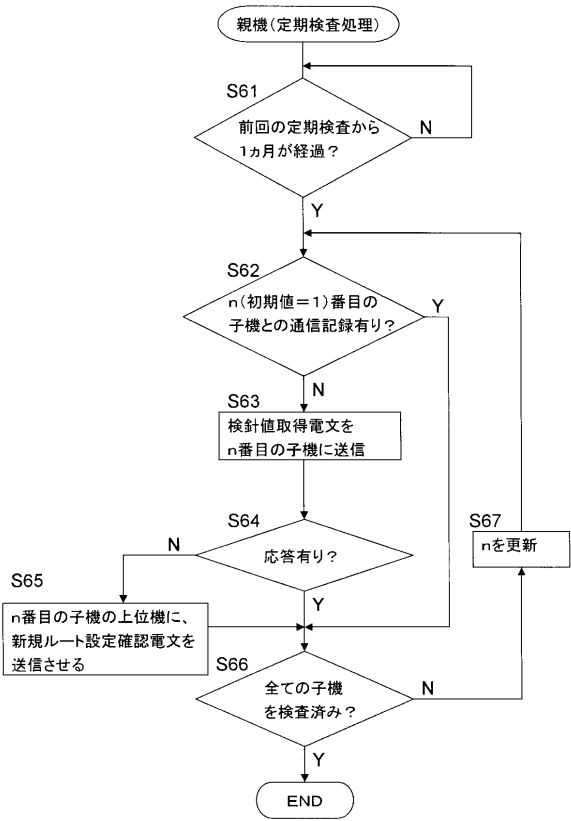 親機(定期検査処理)
S61
前回の定期検査から
1ヵ月が経過?
N
Y
S62
n(初期値=1)番目の
子機との通信記録有り?
Y
N
S63
検針値取得電文を
n番目の子機に送信
S64
応答有り?
N
Y
S65
n番目の子機の上位機に、
新規ルート設定確認電文を
送信させる
S66
全ての子機
を検査済み?
N
Y
S67
nを更新
END